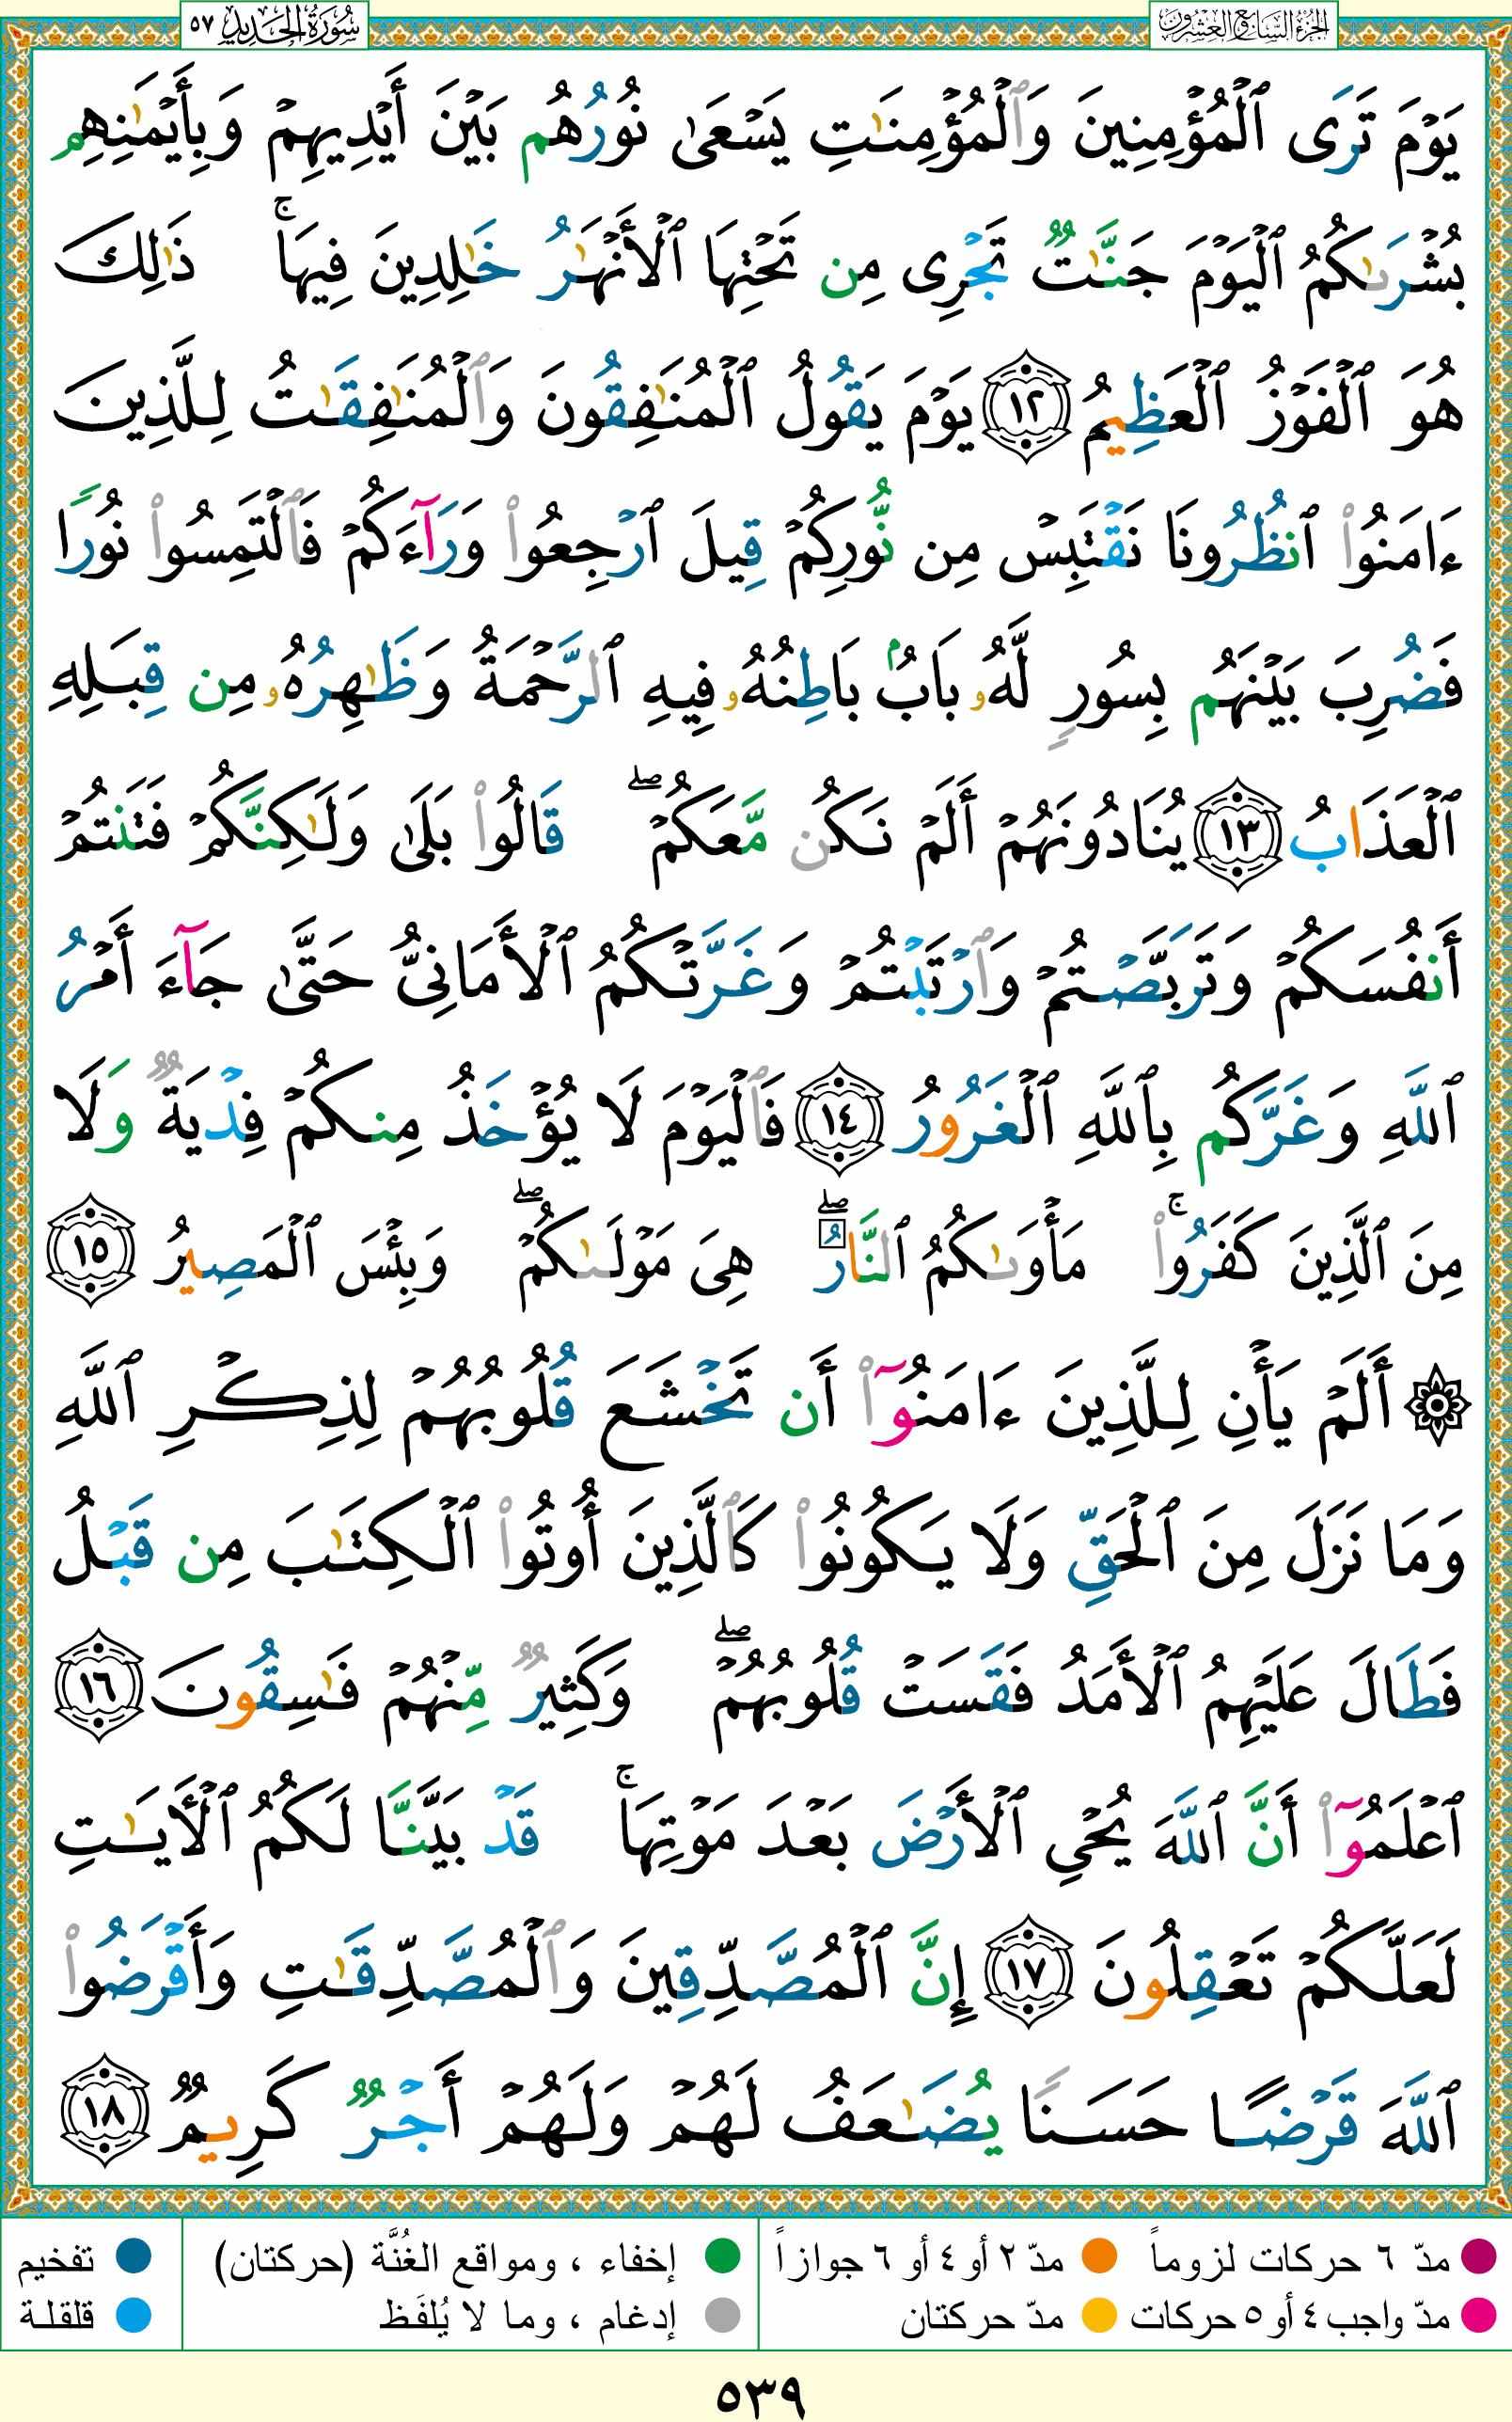 الجزء السابع والعشرون
سورة الحديد ٥٧
يَوْمَ تَرَى ٱلْمُؤْمِنِينَ وَٱلْمُؤْمِنَٰتِ يَسْعَىٰ نُورُهُم بَيْنَ أَيْدِيهِمْ وَبِأَيْمَٰنِهِم
بُشْرَىٰكُمُ ٱلْيَوْمَ جَنَّٰتٌ تَجْرِى مِن تَحْتِهَا ٱلْأَنْهَٰرُ خَٰلِدِينَ فِيهَا ۚ ذَٰلِكَ
هُوَ ٱلْفَوْزُ ٱلْعَظِيمُ ١٢ يَوْمَ يَقُولُ ٱلْمُنَٰفِقُونَ وَٱلْمُنَٰفِقَٰتُ لِلَّذِينَ
ءَامَنُوا۟ ٱنظُرُونَا نَقْتَبِسْ مِن نُّورِكُمْ قِيلَ ٱرْجِعُوا۟ وَرَآءَكُمْ فَٱلْتَمِسُوا۟ نُورًا
فَضُرِبَ بَيْنَهُم بِسُورٍ لَّهُۥ بَابٌۢ بَاطِنُهُۥ فِيهِ ٱلرَّحْمَةُ وَظَٰهِرُهُۥ مِن قِبَلِهِ
ٱلْعَذَابُ ١٣ يُنَادُونَهُمْ أَلَمْ نَكُن مَّعَكُمْ ۖ قَالُوا۟ بَلَىٰ وَلَٰكِنَّكُمْ فَتَنتُمْ
أَنفُسَكُمْ وَتَرَبَّصْتُمْ وَٱرْتَبْتُمْ وَغَرَّتْكُمُ ٱلْأَمَانِىُّ حَتَّىٰ جَآءَ أَمْرُ
ٱللَّهِ وَغَرَّكُم بِٱللَّهِ ٱلْغَرُورُ ١٤ فَٱلْيَوْمَ لَا يُؤْخَذُ مِنكُمْ فِدْيَةٌ وَلَا
مِنَ ٱلَّذِينَ كَفَرُوا۟ ۚ مَأْوَىٰكُمُ ٱلنَّارُ ۖ هِىَ مَوْلَىٰكُمْ ۖ وَبِئْسَ ٱلْمَصِيرُ ١٥
۞ أَلَمْ يَأْنِ لِلَّذِينَ ءَامَنُوٓا۟ أَن تَخْشَعَ قُلُوبُهُمْ لِذِكْرِ ٱللَّهِ
وَمَا نَزَلَ مِنَ ٱلْحَقِّ وَلَا يَكُونُوا۟ كَٱلَّذِينَ أُوتُوا۟ ٱلْكِتَٰبَ مِن قَبْلُ
فَطَالَ عَلَيْهِمُ ٱلْأَمَدُ فَقَسَتْ قُلُوبُهُمْ ۖ وَكَثِيرٌ مِّنْهُمْ فَٰسِقُونَ ١٦
ٱعْلَمُوٓا۟ أَنَّ ٱللَّهَ يُحْىِ ٱلْأَرْضَ بَعْدَ مَوْتِهَا ۚ قَدْ بَيَّنَّا لَكُمُ ٱلْـَٔايَٰتِ
لَعَلَّكُمْ تَعْقِلُونَ ١٧ إِنَّ ٱلْمُصَّدِّقِينَ وَٱلْمُصَّدِّقَٰتِ وَأَقْرَضُوا۟
ٱللَّهَ قَرْضًا حَسَنًا يُضَٰعَفُ لَهُمْ وَلَهُمْ أَجْرٌ كَرِيمٌ ١٨
مدّ ٦ حركات لزوماً مدّ ٢ أو ٤ أو ٦ جوازاً إخفاء ، ومواقع الغُنَّة (حركتان) تفخيم
مدّ واجب ٤ أو ٥ حركات مدّ حركتان إدغام ، وما لا يُلفَظ قلقلة
٥٣٩